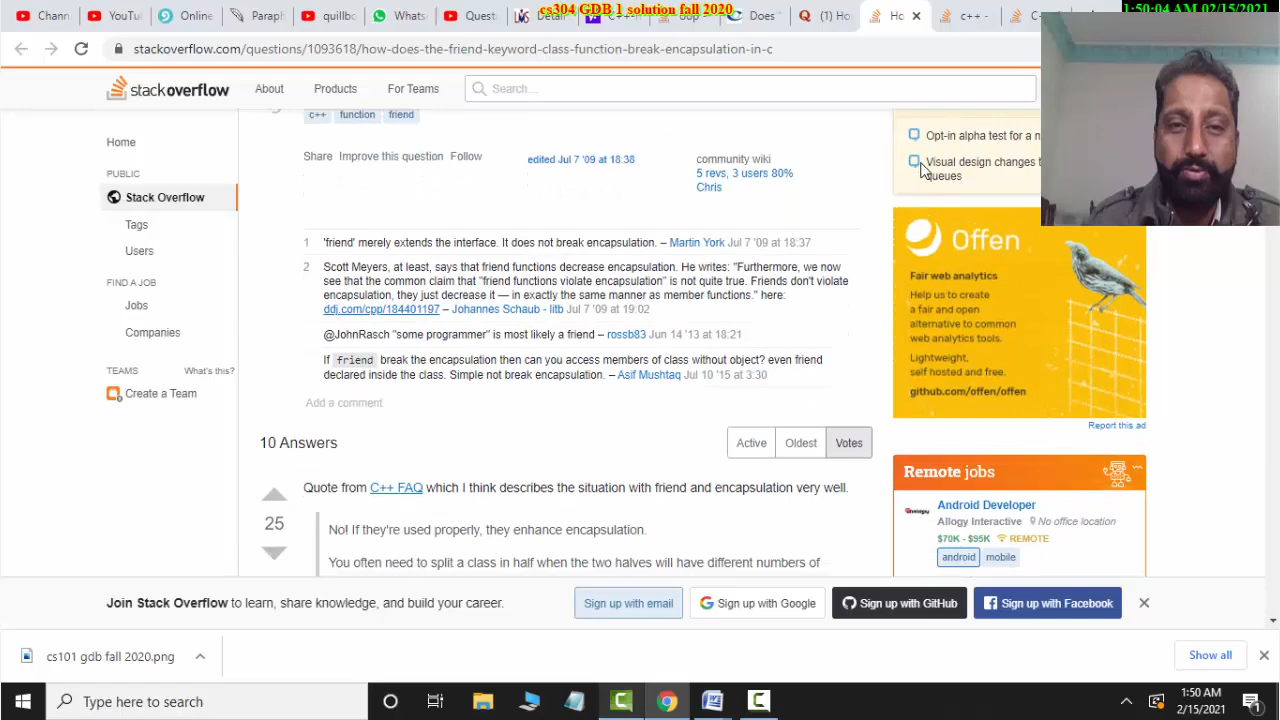 cs304 GDB 1 solution fall 2020
1:50:04 AM 02/15/2021
Chann
Yout
quillb
Whats
Quest
Detail
Does
(1) Ho
Ho
c++ -
stackoverflow.com/questions/1093618/how-does-the-friend-keyword-class-function-break-encapsulation-in-c
stackoverflow
About
Products
For Teams
Search...
c++
function
friend
Share Improve this question Follow
edited Jul 7 '09 at 18:38
community wiki
5 revs, 3 users 80%
Chris
Home
PUBLIC
Stack Overflow
Tags
Users
FIND A JOB
Jobs
Companies
TEAMS
What's this?
Create a Team
1 'friend' merely extends the interface. It does not break encapsulation. – Martin York Jul 7 '09 at 18:37
2 Scott Meyers, at least, says that friend functions decrease encapsulation. He writes: "Furthermore, we now
see that the common claim that "friend functions violate encapsulation" is not quite true. Friends don't violate
encapsulation, they just decrease it — in exactly the same manner as member functions." here:
ddj.com/cpp/184401197 – Johannes Schaub - litb Jul 7 '09 at 19:02
@JohnRasch "some programmer" is most likely a friend – rossb83 Jun 14 '13 at 18:21
If friend break the encapsulation then can you access members of class without object? even friend
declared inside the class. Simple not break encapsulation. – Asif Mushtaq Jul 10 '15 at 3:30
Add a comment
10 Answers
Active
Oldest
Votes
Quote from C++ FAQ which I think describes the situation with friend and encapsulation very well.
25
No! If they're used properly, they enhance encapsulation.
You often need to split a class in half when the two halves will have different numbers of
Opt-in alpha test for a n
Visual design changes t
queues
Offen
Fair web analytics
Help us to create
a fair and open
alternative to common
web analytics tools.
Lightweight,
self hosted and free.
github.com/offen/offen
Report this ad
Remote jobs
Android Developer
Allogy Interactive
No office location
$70K - $95K
REMOTE
android
mobile
Join Stack Overflow to learn, share knowledge, and build your career.
Sign up with email
Sign up with Google
Sign up with GitHub
Sign up with Facebook
cs101 gdb fall 2020.png
Show all
Type here to search
1:50 AM
2/15/2021
1